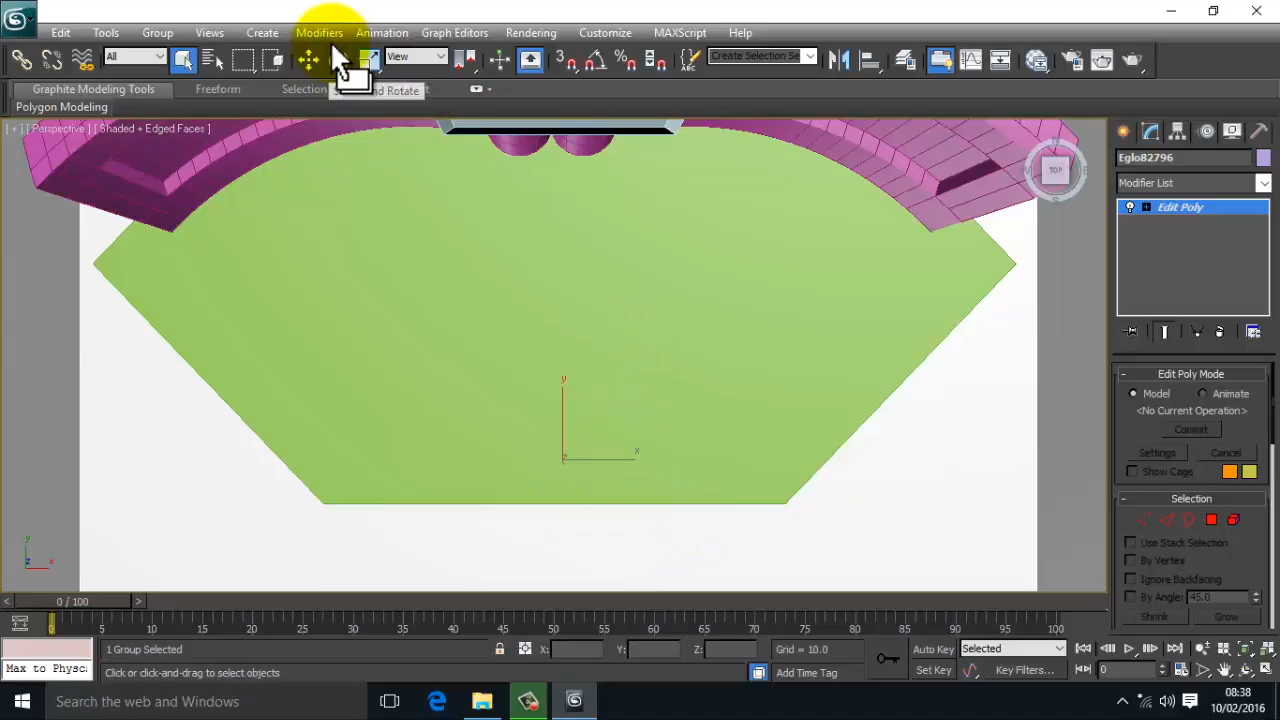 Edit Tools Group Views Create Modifiers Animation Graph Editors Rendering Customize MAXScript Help
All View 3 Create Selection Se
Graphite Modeling Tools Freeform Selection and Rotate
Polygon Modeling
[ + ] [ Perspective ] [ Shaded + Edged Faces ]
TOP
S
Eglo82796
Modifier List
Edit Poly
y
x
z
y
z x
Edit Poly Mode
Model Animate
<No Current Operation>
Commit
Settings Cancel
Show Cage
Selection
Use Stack Selection
By Vertex
Ignore Backfacing
By Angle: 45.0
Shrink Grow
< 0 / 100 >
0 5 10 15 20 25 30 35 40 45 50 55 60 65 70 75 80 85 90 95 100
1 Group Selected X: Y: Z: Grid = 10.0 Auto Key Selected
Max to Physc Click or click-and-drag to select objects Add Time Tag Set Key Key Filters... 0
Search the web and Windows
08:38
10/02/2016